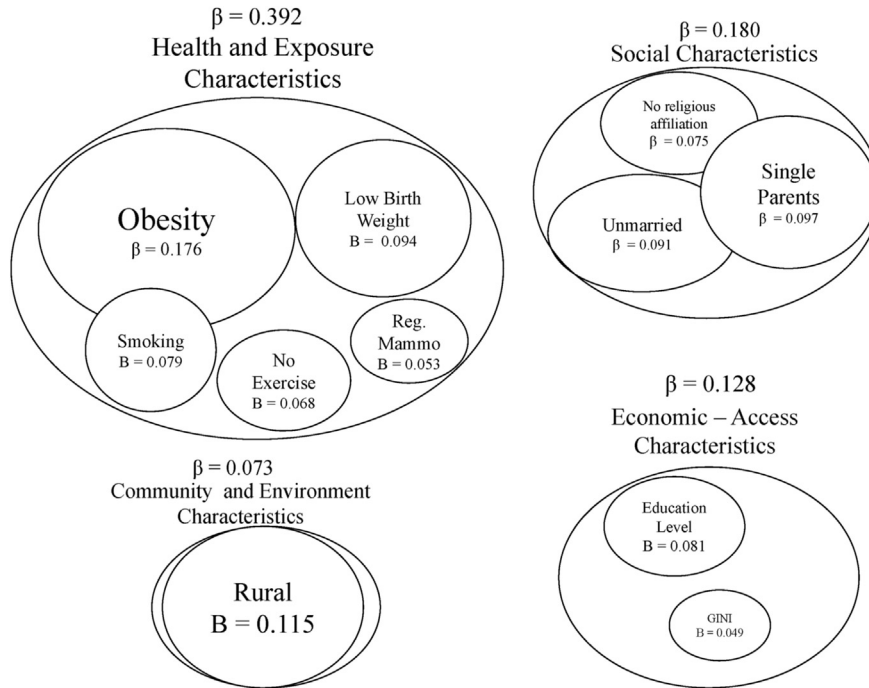 β = 0.392
Health and Exposure
Characteristics
Obesity
β = 0.176
Low Birth
Weight
B = 0.094
Smoking
B = 0.079
No
Exercise
B = 0.068
Reg.
Mammo
B = 0.053
β = 0.180
Social Characteristics
No religious
affiliation
β = 0.075
Single
Parents
β = 0.097
Unmarried
β = 0.091
β = 0.073
Community and Environment
Characteristics
Rural
B = 0.115
β = 0.128
Economic – Access
Characteristics
Education
Level
B = 0.081
GINI
B = 0.049